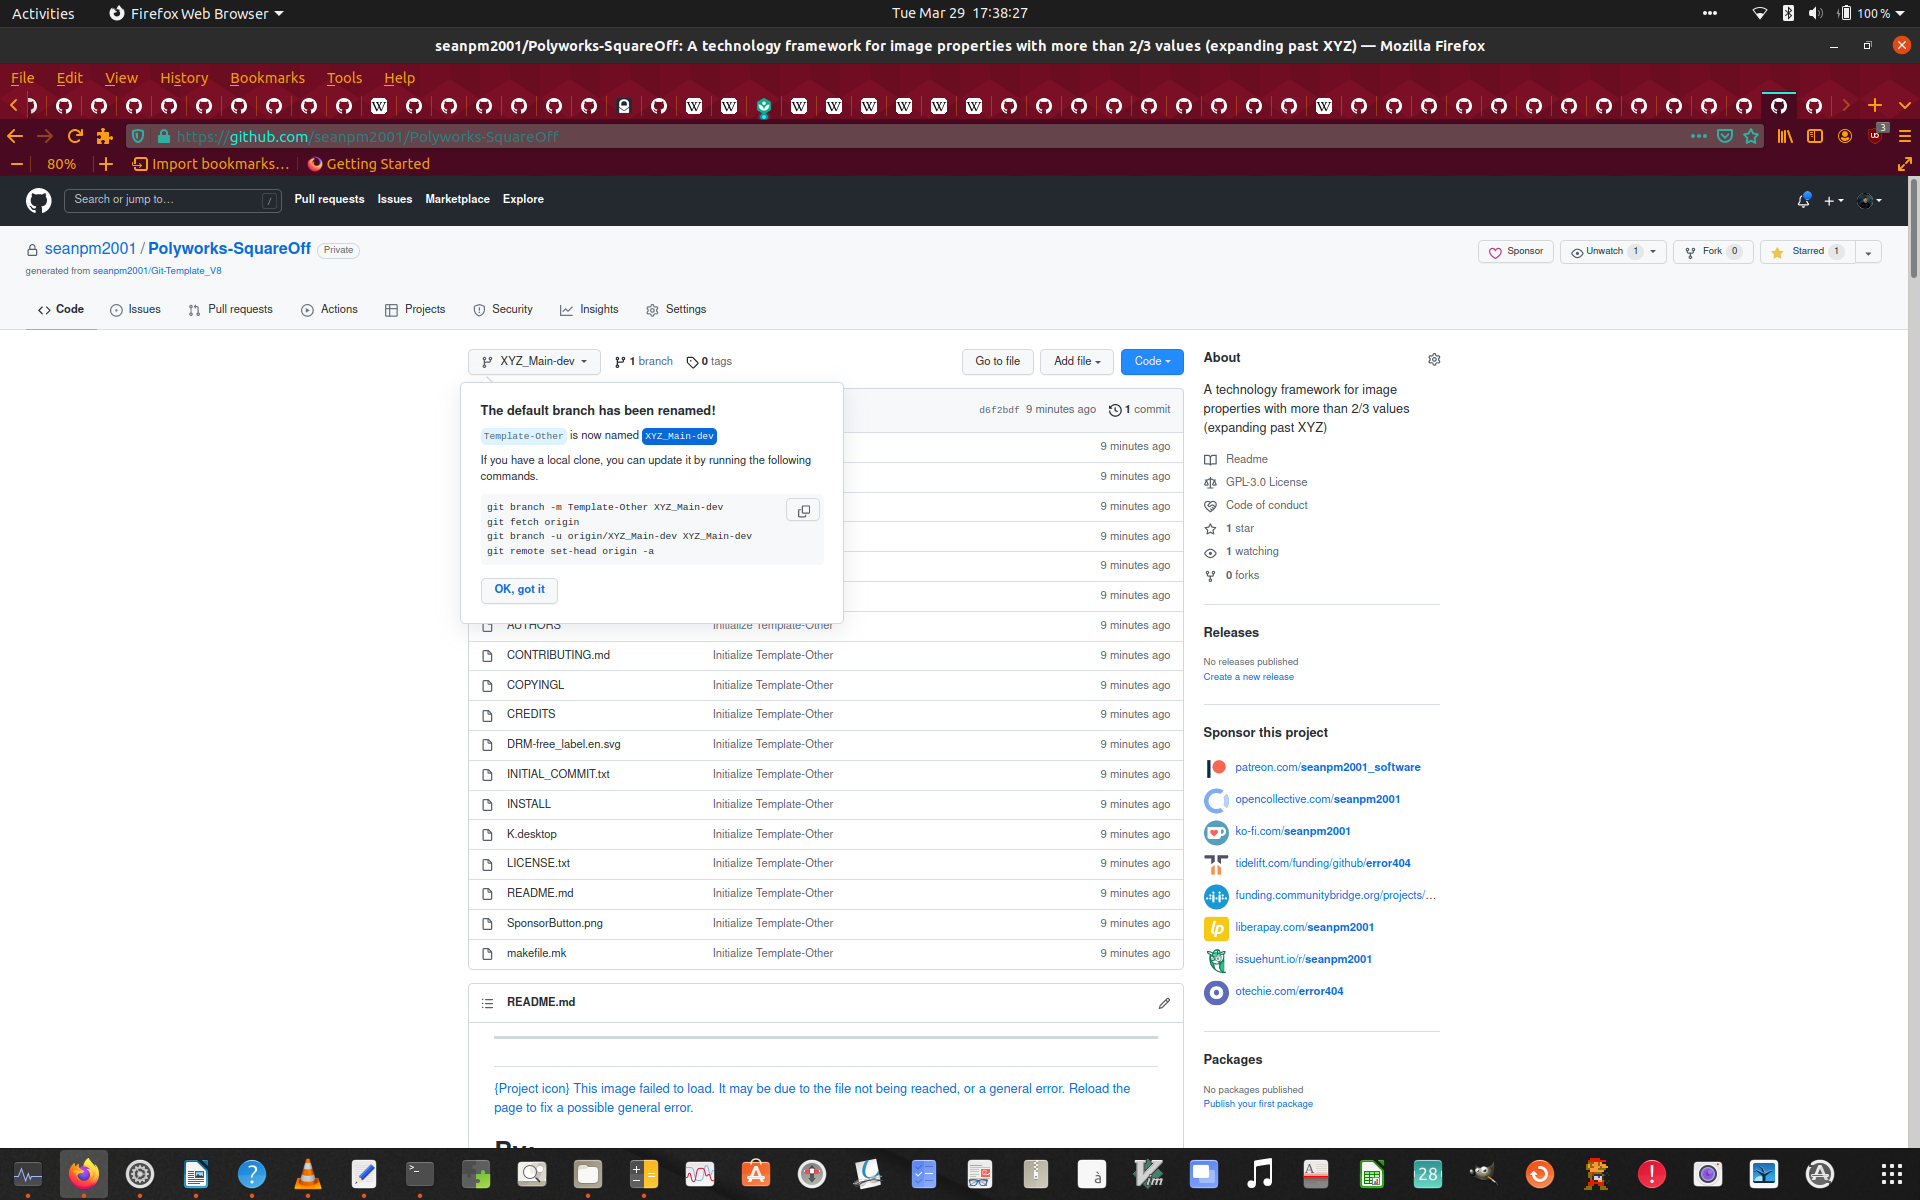 Activities
Firefox Web Browser
Tue Mar 29 17:38:27
100 %
seanpm2001/Polyworks-SquareOff: A technology framework for image properties with more than 2/3 values (expanding past XYZ) — Mozilla Firefox
File Edit View History Bookmarks Tools Help
https://github.com/seanpm2001/Polyworks-SquareOff
3
80%
Import bookmarks...
Getting Started
Search or jump to...
/
Pull requests Issues Marketplace Explore
seanpm2001 / Polyworks-SquareOff Private
Sponsor
Unwatch 1
Fork 0
Starred 1
generated from seanpm2001/Git-Template_V8
Code Issues Pull requests Actions Projects Security Insights Settings
XYZ_Main-dev
1 branch
0 tags
Go to file
Add file
Code
The default branch has been renamed!
Template-Other is now named XYZ_Main-dev
If you have a local clone, you can update it by running the following
commands.
git branch -m Template-Other XYZ_Main-dev
git fetch origin
git branch -u origin/XYZ_Main-dev XYZ_Main-dev
git remote set-head origin -a
OK, got it
d6f2bdf 9 minutes ago
1 commit
9 minutes ago
9 minutes ago
9 minutes ago
9 minutes ago
9 minutes ago
9 minutes ago
AUTHORS Initialize Template-Other 9 minutes ago
CONTRIBUTING.md Initialize Template-Other 9 minutes ago
COPYINGL Initialize Template-Other 9 minutes ago
CREDITS Initialize Template-Other 9 minutes ago
DRM-free_label.en.svg Initialize Template-Other 9 minutes ago
INITIAL_COMMIT.txt Initialize Template-Other 9 minutes ago
INSTALL Initialize Template-Other 9 minutes ago
K.desktop Initialize Template-Other 9 minutes ago
LICENSE.txt Initialize Template-Other 9 minutes ago
README.md Initialize Template-Other 9 minutes ago
SponsorButton.png Initialize Template-Other 9 minutes ago
makefile.mk Initialize Template-Other 9 minutes ago
README.md
{Project icon} This image failed to load. It may be due to the file not being reached, or a general error. Reload the
page to fix a possible general error.
About
A technology framework for image
properties with more than 2/3 values
(expanding past XYZ)
Readme
GPL-3.0 License
Code of conduct
1 star
1 watching
0 forks
Releases
No releases published
Create a new release
Sponsor this project
patreon.com/seanpm2001_software
opencollective.com/seanpm2001
ko-fi.com/seanpm2001
tidelift.com/funding/github/error404
funding.communitybridge.org/projects/...
liberapay.com/seanpm2001
issuehunt.io/r/seanpm2001
otechie.com/error404
Packages
No packages published
Publish your first package
28